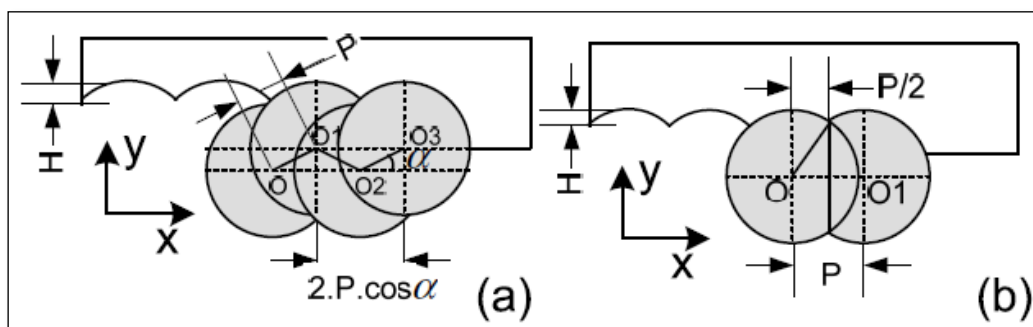 P
H
y
x
O
O1
O2
O3
α
2.P.cosα
(a)
P/2
H
y
x
O
O1
P
(b)